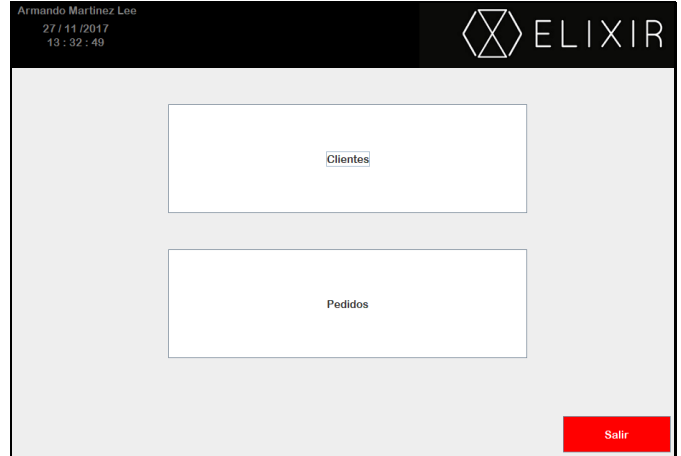 Armando Martinez Lee
27 / 11 /2017
13 : 32 : 49
ELIXIR
Clientes
Pedidos
Salir